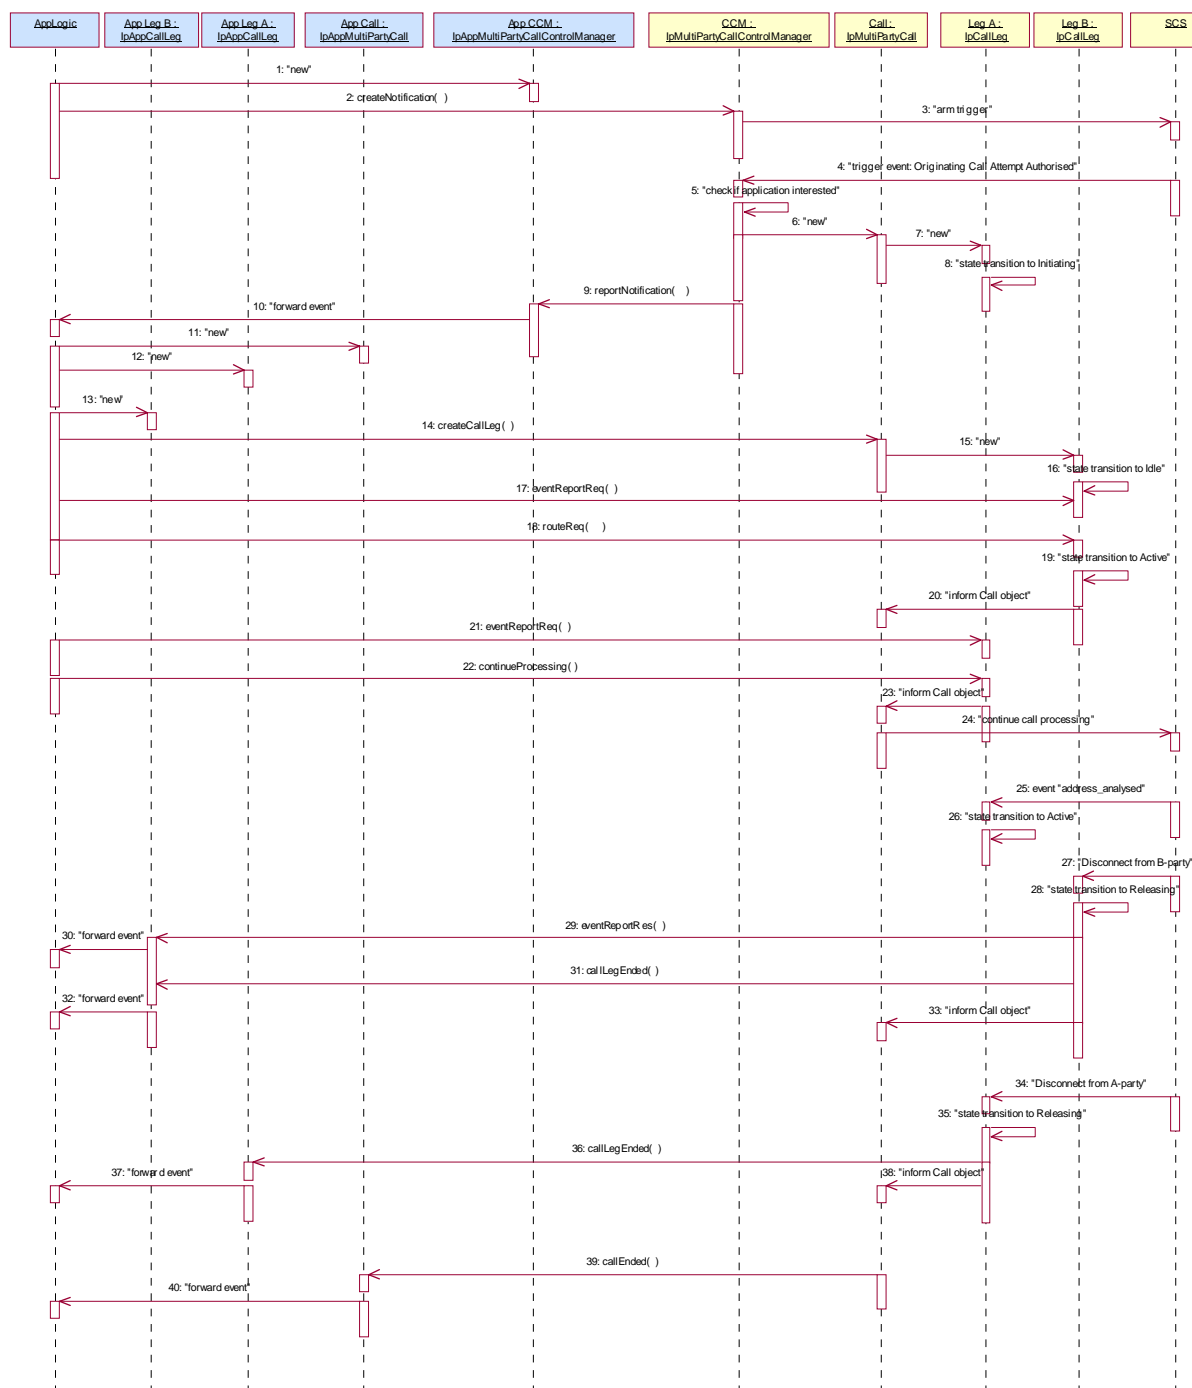 AppLogic
App Leg B :
IpAppCallLeg
App Leg A :
IpAppCallLeg
App Call :
IpAppMultiPartyCall
App CCM :
IpAppMultiPartyCallControlManager
CCM :
IpMultiPartyCallControlManager
Call :
IpMultiPartyCall
Leg A :
IpCallLeg
Leg B :
IpCallLeg
SCS
1: "new"
2: createNotification( )
3: "arm trigger"
4: "trigger event: Originating Call Attempt Authorised"
5: "check if application interested"
6: "new"
7: "new"
8: "state transition to Initiating"
9: reportNotification( )
10: "forward event"
11: "new"
12: "new"
13: "new"
14: createCallLeg( )
15: "new"
16: "state transition to Idle"
17: eventReportReq( )
18: routeReq( )
19: "state transition to Active"
20: "inform Call object"
21: eventReportReq( )
22: continueProcessing( )
23: "inform Call object"
24: "continue call processing"
25: event "address_analysed"
26: "state transition to Active"
27: "Disconnect from B-party"
28: "state transition to Releasing"
29: eventReportRes( )
30: "forward event"
31: callLegEnded( )
32: "forward event"
33: "inform Call object"
34: "Disconnect from A-party"
35: "state transition to Releasing"
36: callLegEnded( )
37: "forward event"
38: "inform Call object"
39: callEnded( )
40: "forward event"